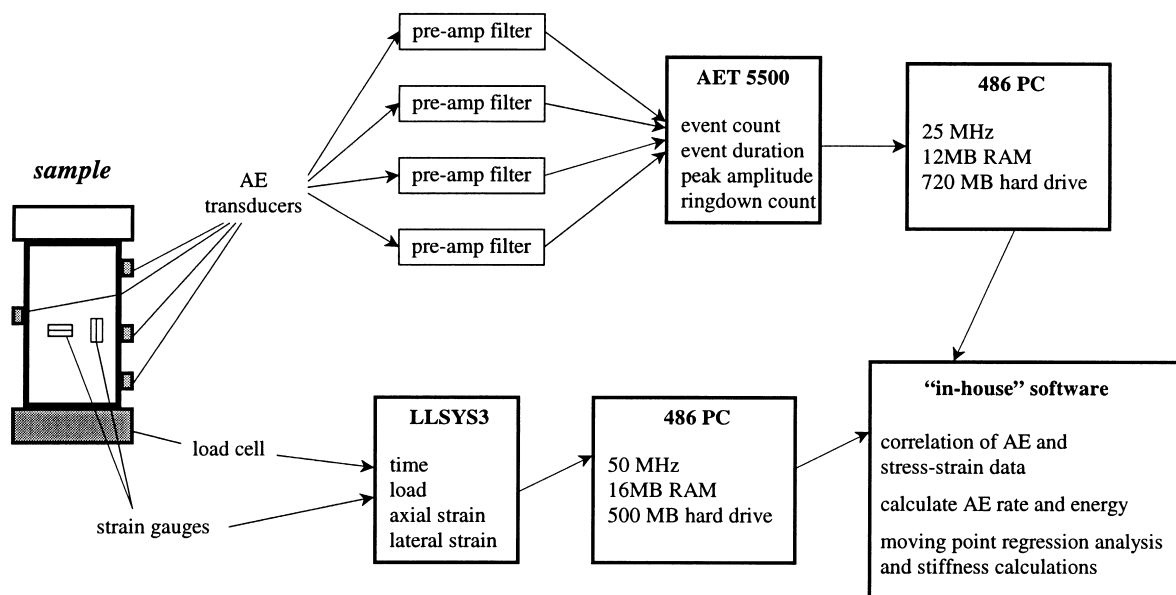 pre-amp filter
pre-amp filter
pre-amp filter
pre-amp filter
AET 5500
event count
event duration
peak amplitude
ringdown count
486 PC
25 MHz
12MB RAM
720 MB hard drive
sample
AE
transducers
load cell
strain gauges
LLSYS3
time
load
axial strain
lateral strain
486 PC
50 MHz
16MB RAM
500 MB hard drive
“in-house” software
correlation of AE and
stress-strain data
calculate AE rate and energy
moving point regression analysis
and stiffness calculations